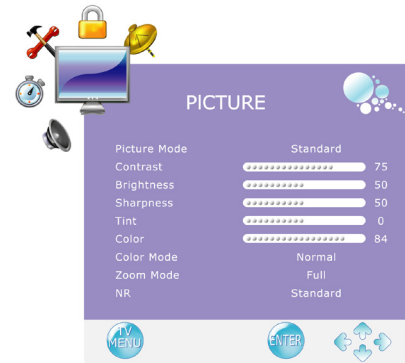 PICTURE
Picture Mode Standard
Contrast 75
Brightness 50
Sharpness 50
Tint 0
Color 84
Color Mode Normal
Zoom Mode Full
NR Standard
TV
MENU
ENTER